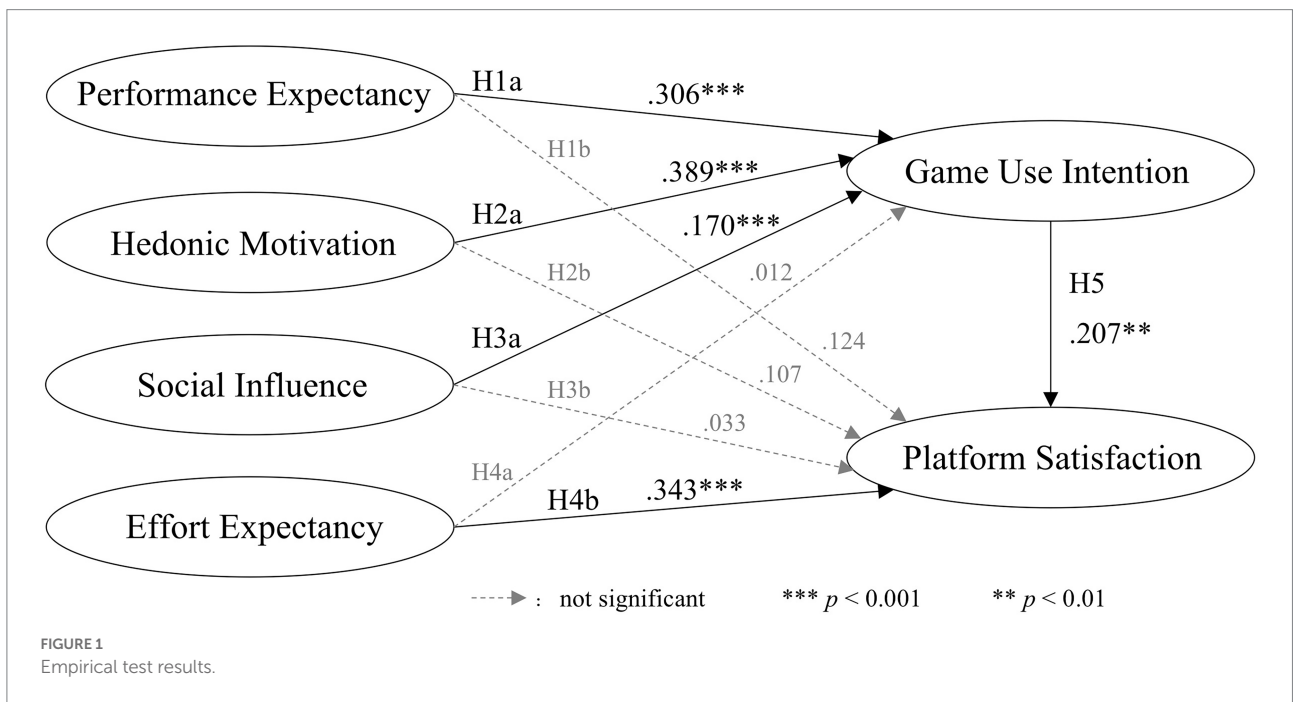 Performance Expectancy
H1a
.306***
H1b
Game Use Intention
.389***
H2a
.170***
Hedonic Motivation
H2b
.012
H5
H3a
.207**
.124
.107
Social Influence
H3b
.033
Platform Satisfaction
H4a
.343***
H4b
Effort Expectancy
: not significant *** p < 0.001 ** p < 0.01
FIGURE 1
Empirical test results.